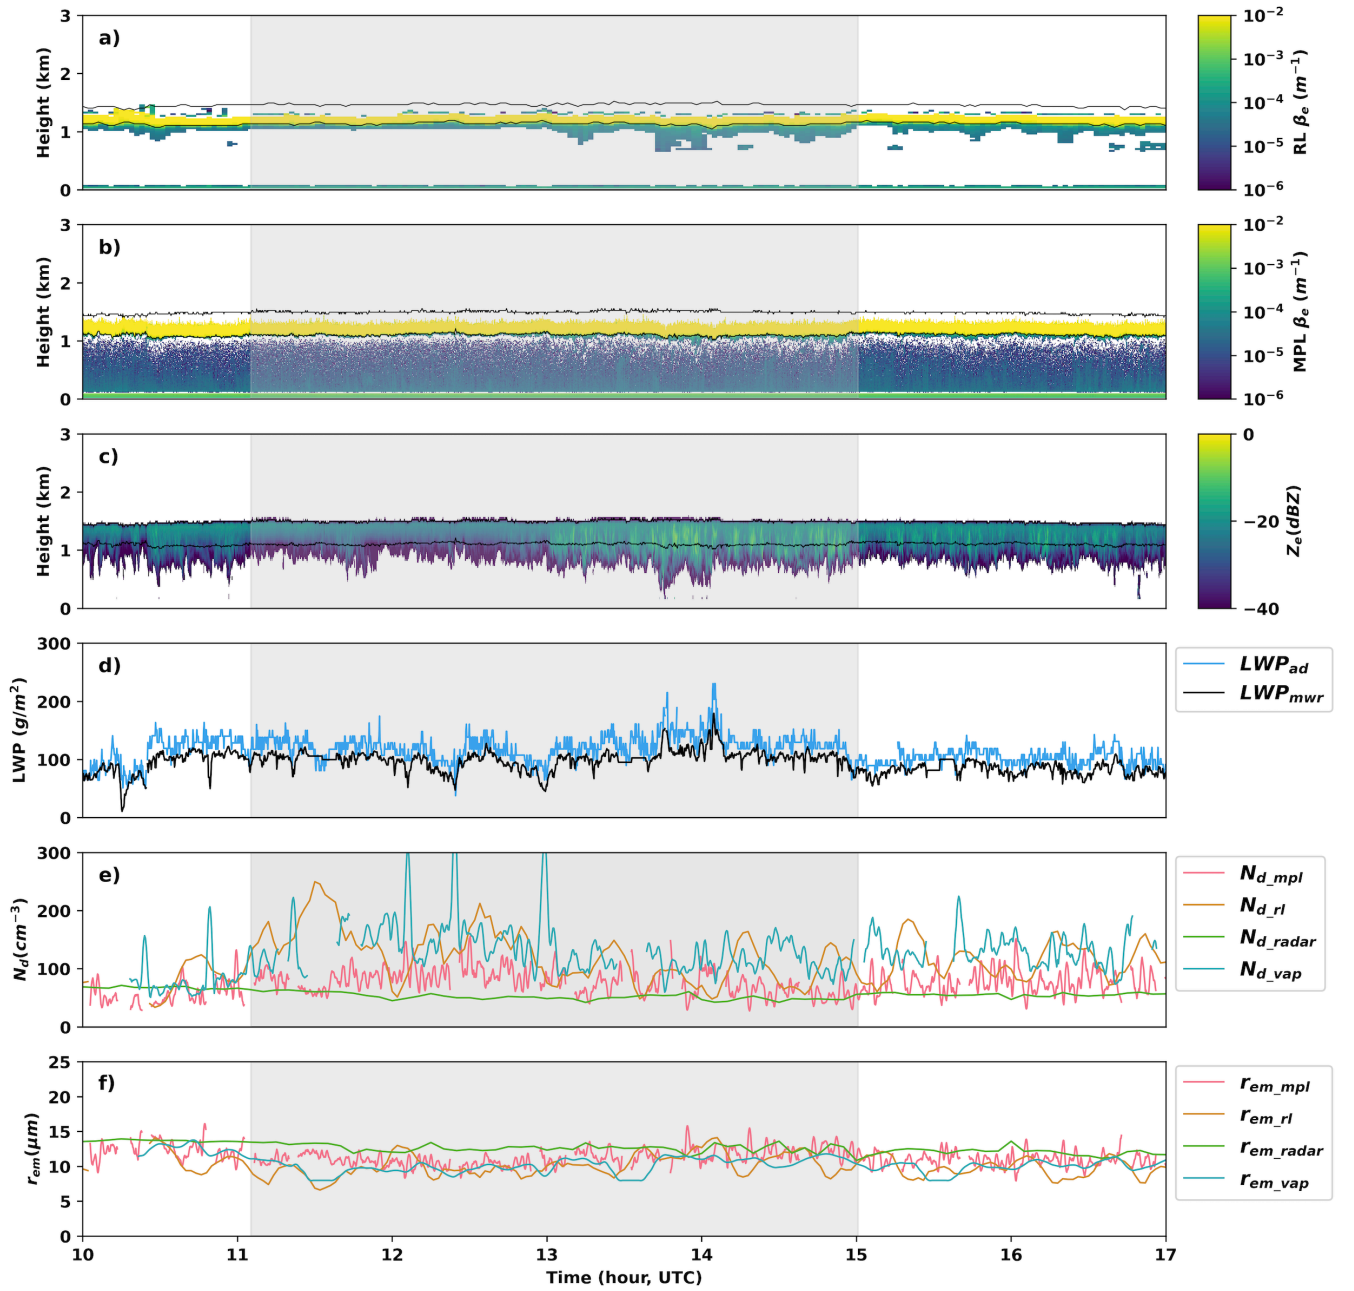 a)
Height (km)
3
2
1
0
10⁻²
10⁻³
10⁻⁴
10⁻⁵
10⁻⁶
RL βₑ (m⁻¹)
b)
Height (km)
3
2
1
0
10⁻²
10⁻³
10⁻⁴
10⁻⁵
10⁻⁶
MPL βₑ (m⁻¹)
c)
Height (km)
3
2
1
0
0
−20
−40
Zₑ(dBZ)
d)
LWP (g/m²)
300
200
100
0
LWP_ad
LWP_mwr
e)
N_d(cm⁻³)
300
200
100
0
N_d_mpl
N_d_rl
N_d_radar
N_d_vap
f)
r_em(μm)
25
20
15
10
5
0
r_em_mpl
r_em_rl
r_em_radar
r_em_vap
10 11 12 13 14 15 16 17
Time (hour, UTC)